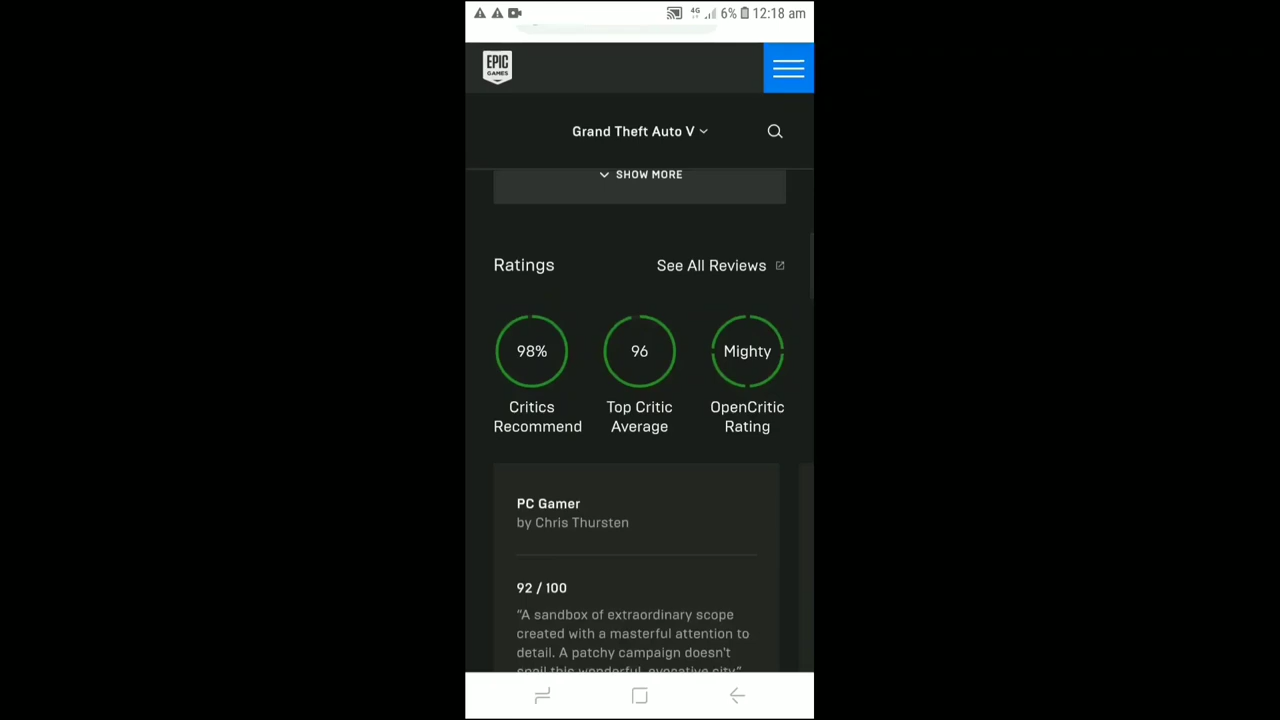 4G 6% 12:18 am
EPIC
GAMES
Grand Theft Auto V
SHOW MORE
Ratings See All Reviews
98% 96 Mighty
Critics Top Critic OpenCritic
Recommend Average Rating
PC Gamer
by Chris Thursten
92 / 100
“A sandbox of extraordinary scope
created with a masterful attention to
detail. A patchy campaign doesn't
spoil this wonderful, evocative city.”